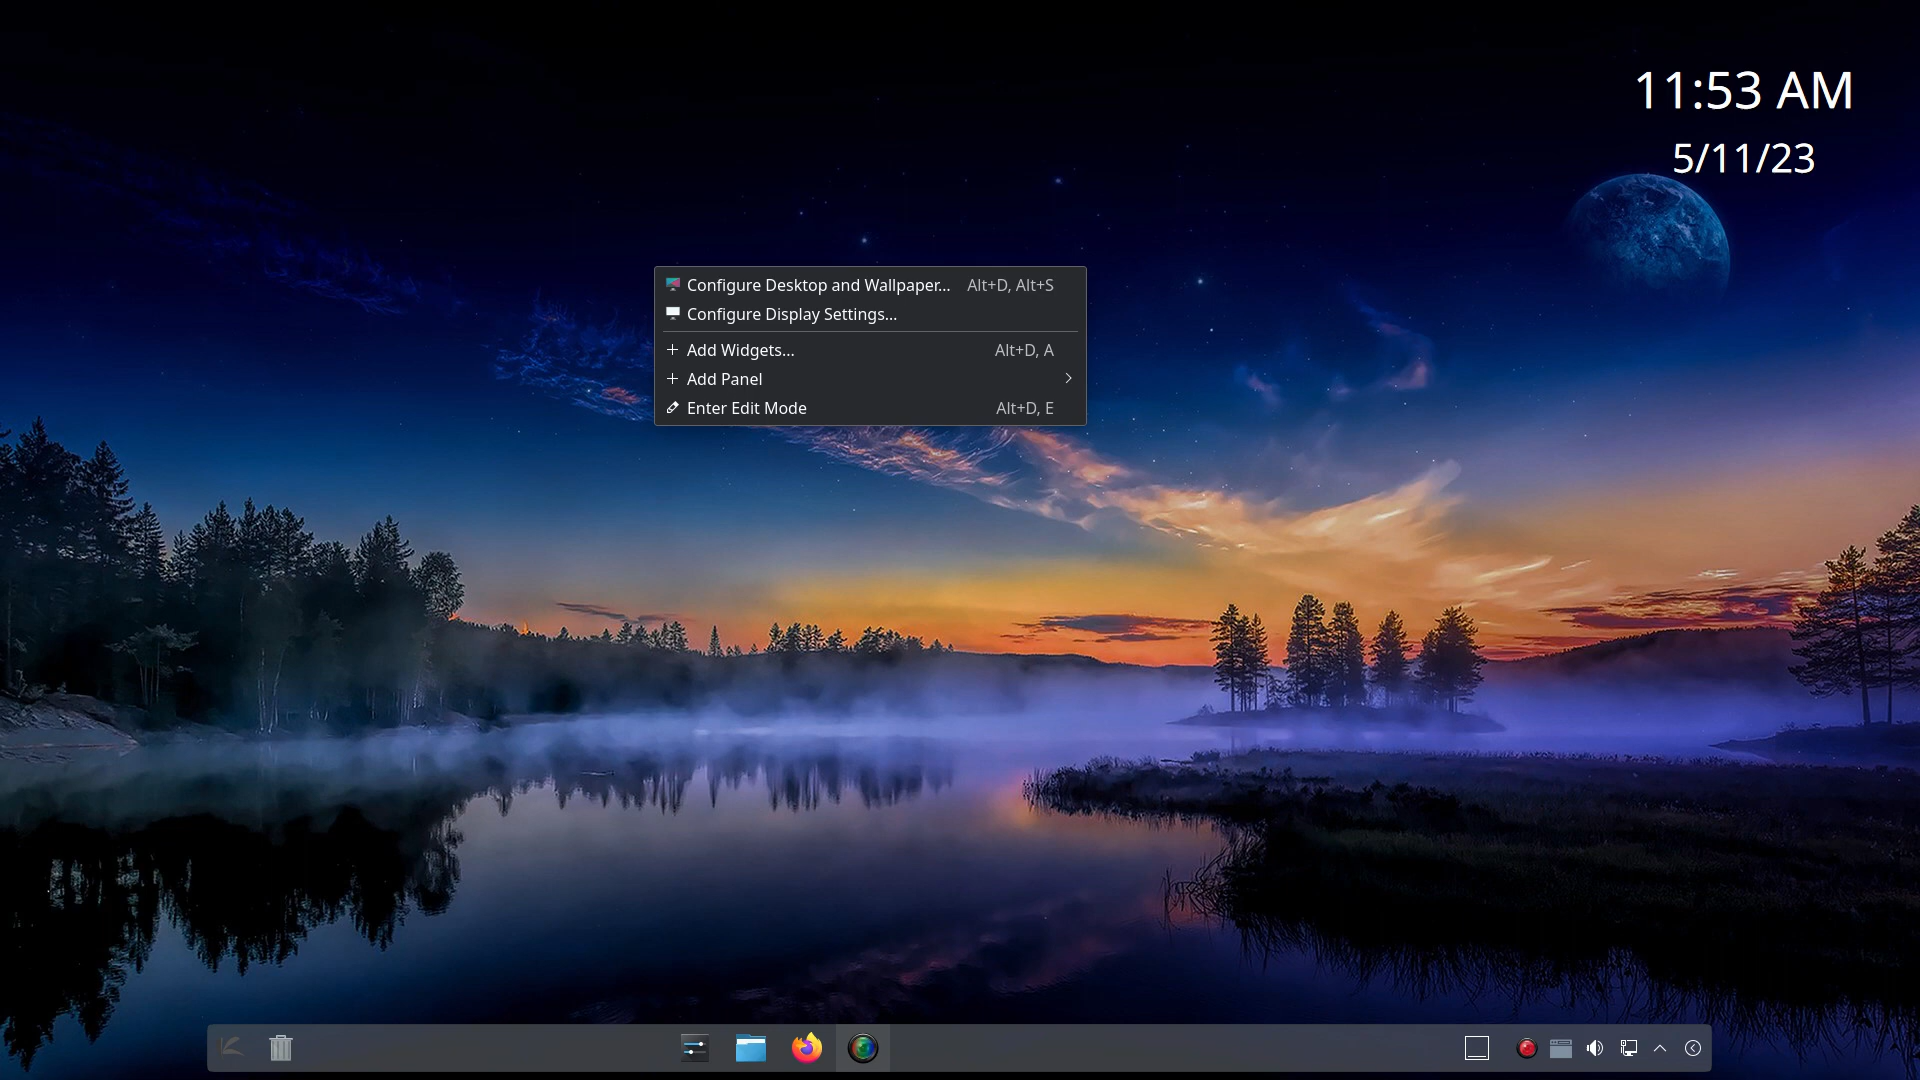 11:53 AM
5/11/23
Configure Desktop and Wallpaper... Alt+D, Alt+S
Configure Display Settings...
Add Widgets... Alt+D, A
Add Panel
Enter Edit Mode Alt+D, E